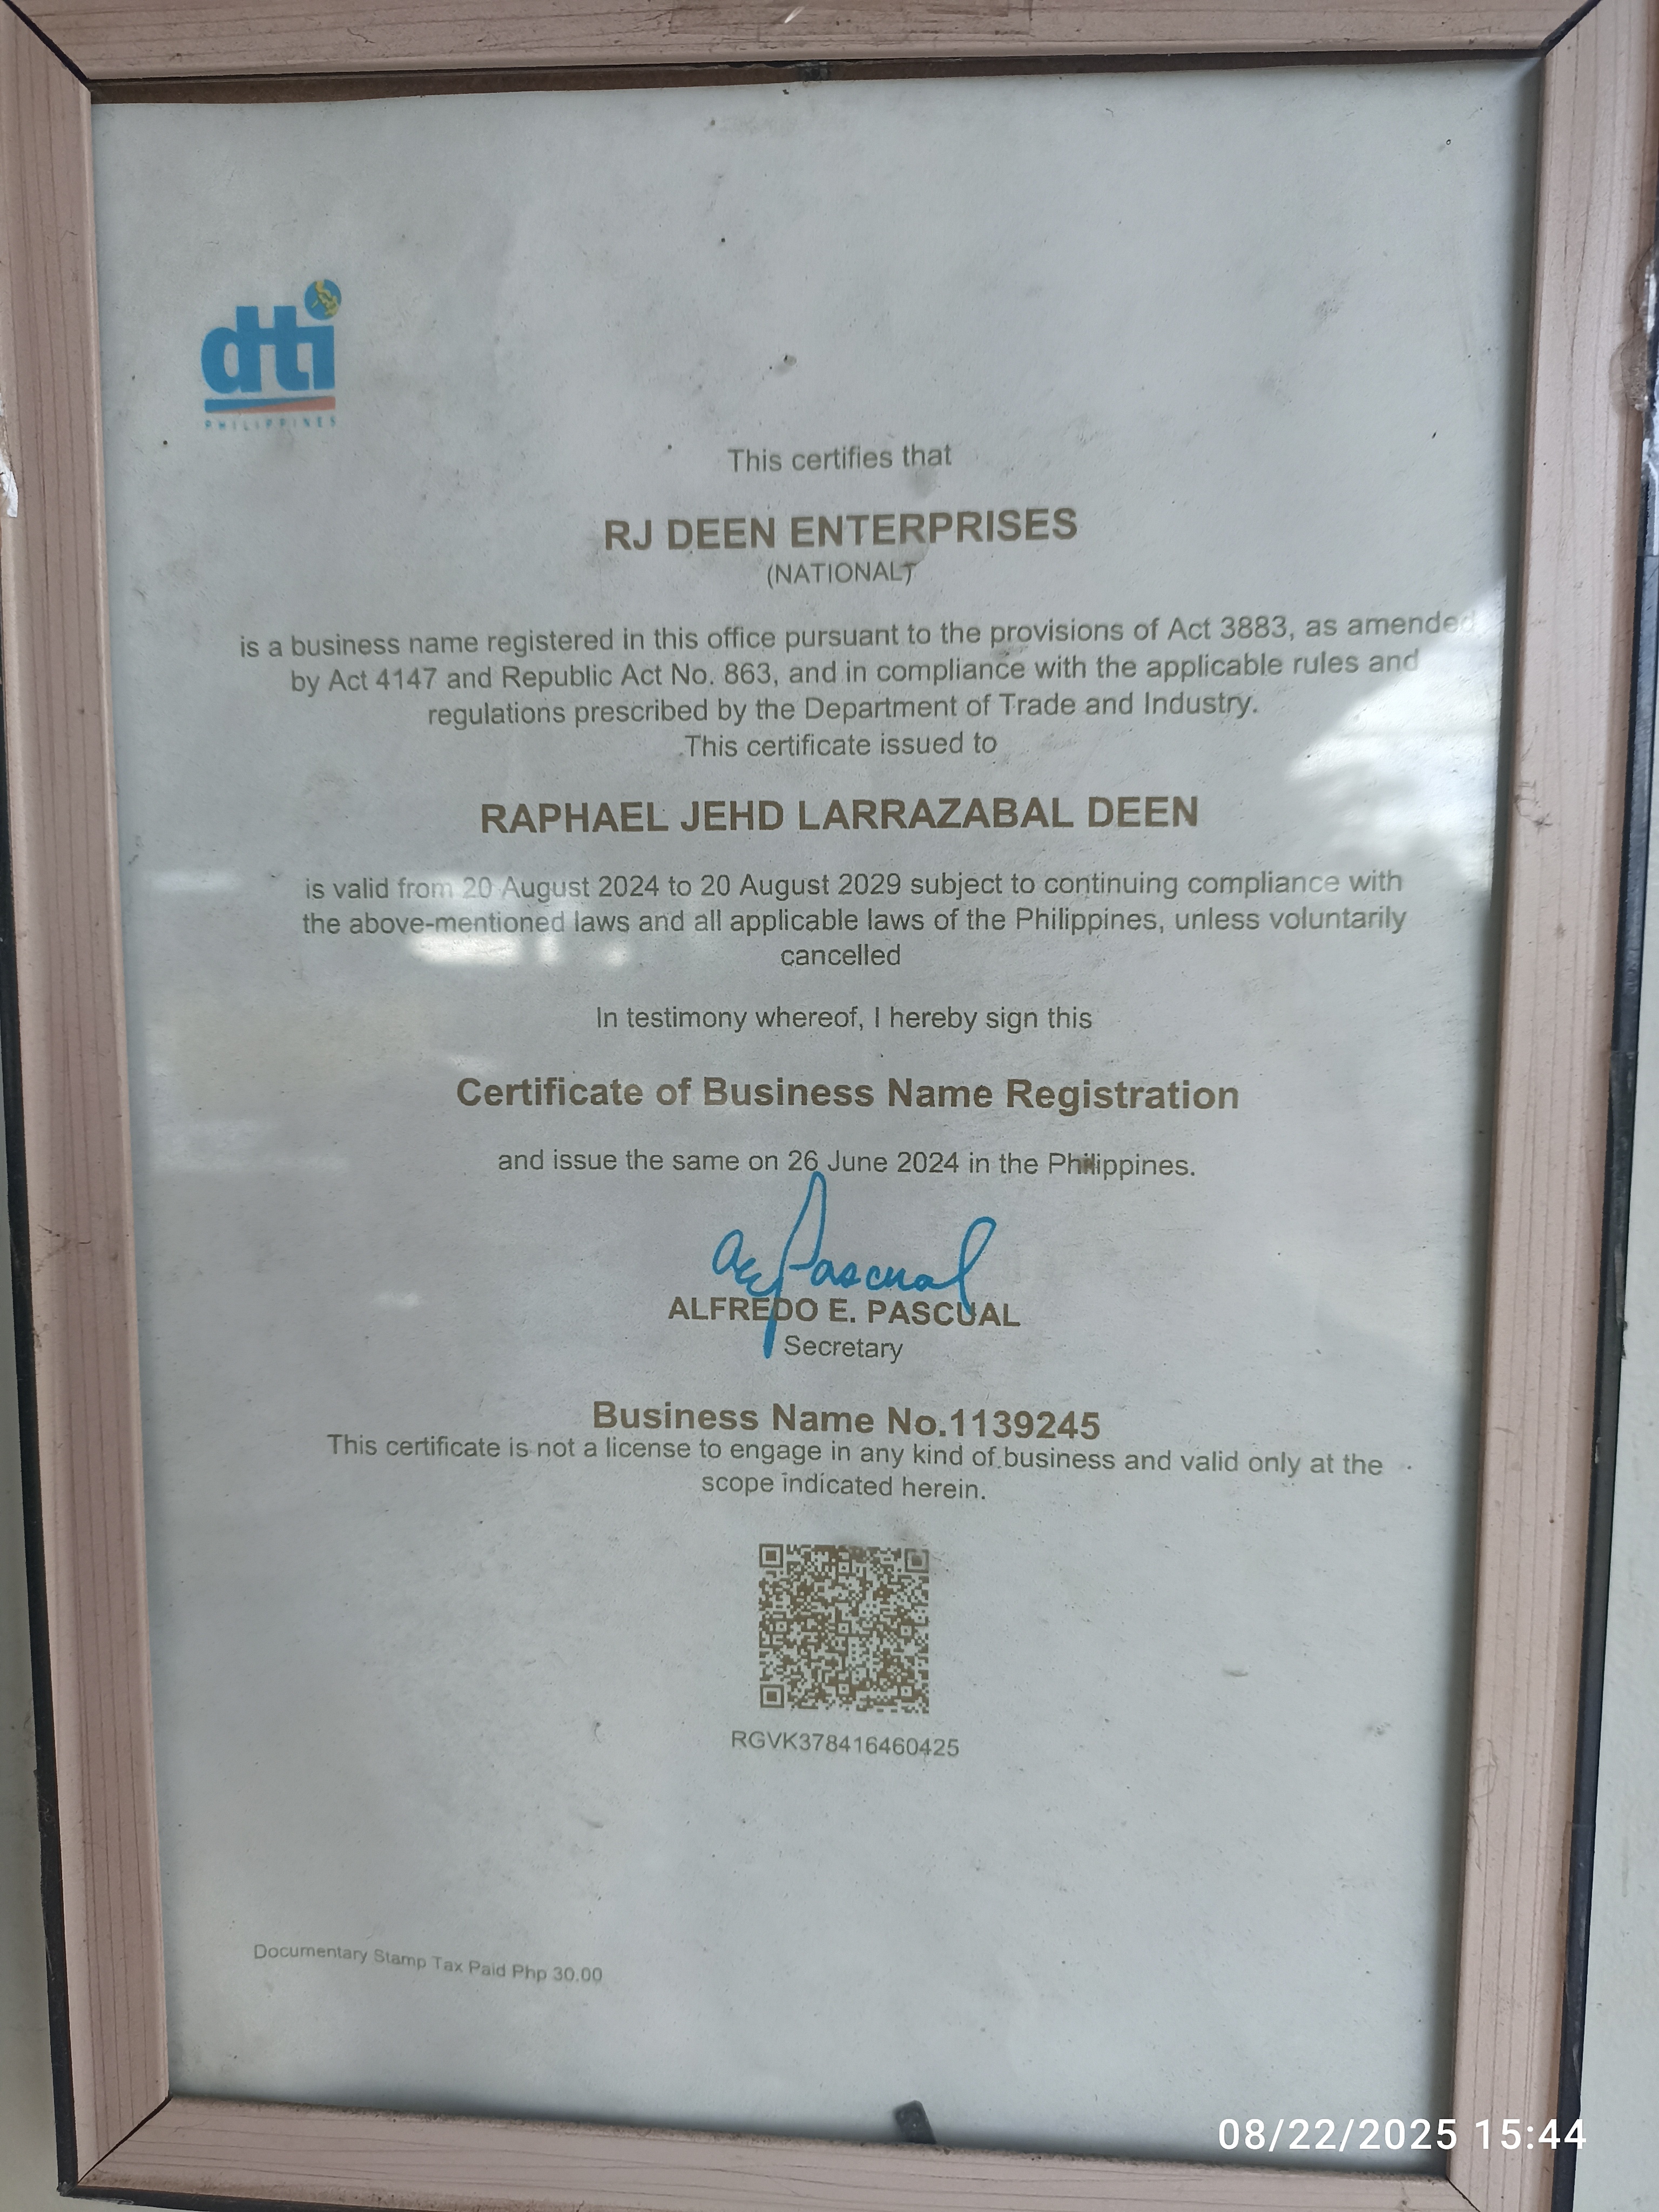 dti
PHILIPPINES
This certifies that
RJ DEEN ENTERPRISES
(NATIONAL)
is a business name registered in this office pursuant to the provisions of Act 3883, as amended
by Act 4147 and Republic Act No. 863, and in compliance with the applicable rules and
regulations prescribed by the Department of Trade and Industry.
This certificate issued to
RAPHAEL JEHD LARRAZABAL DEEN
is valid from 20 August 2024 to 20 August 2029 subject to continuing compliance with
the above-mentioned laws and all applicable laws of the Philippines, unless voluntarily
cancelled
In testimony whereof, I hereby sign this
Certificate of Business Name Registration
and issue the same on 26 June 2024 in the Philippines.
ae Pascual
ALFREDO E. PASCUAL
Secretary
Business Name No.1139245
This certificate is not a license to engage in any kind of business and valid only at the
scope indicated herein.
RGVK378416460425
Documentary Stamp Tax Paid Php 30.00
08/22/2025 15:44